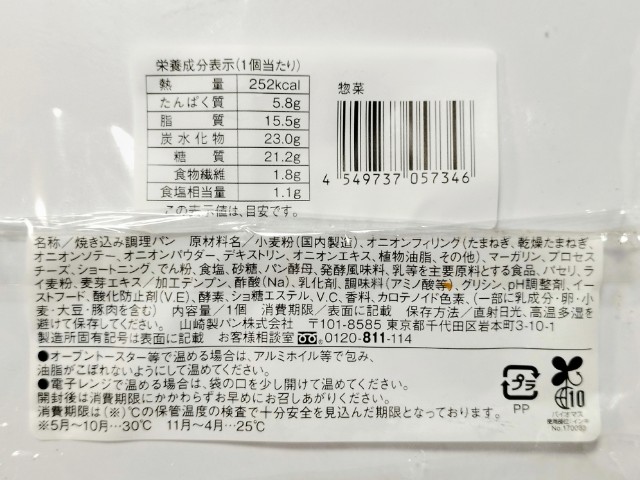 栄養成分表示(1個当たり)
熱量 252kcal
たんぱく質 5.8g
脂質 15.5g
炭水化物 23.0g
糖質 21.2g
食物繊維 1.8g
食塩相当量 1.1g
この表示値は、目安です。
惣菜
4 549737 057346
名称/焼き込み調理パン 原材料名/小麦粉(国内製造)、オニオンフィリング(たまねぎ、乾燥たまねぎ、
オニオンソテー、オニオンパウダー、デキストリン、オニオンエキス、植物油脂、その他)、マーガリン、プロセス
チーズ、ショートニング、でん粉、食塩、砂糖、パン酵母、発酵風味料、乳等を主要原料とする食品、パセリ、ラ
イ麦粉、麦芽エキス/加工デンプン、酢酸(Na)、乳化剤、調味料(アミノ酸等)、グリシン、pH調整剤、イー
ストフード、酸化防止剤(V.E)、酵素、ショ糖エステル、V.C、香料、カロテノイド色素、(一部に乳成分・卵・小
麦・大豆・豚肉を含む) 内容量/1個 消費期限/表面に記載 保存方法/直射日光、高温多湿を
避けて保存してください。 山崎製パン株式会社 〒101-8585 東京都千代田区岩本町3-10-1
製造所固有記号は表面に記載 お客様相談室 0120-811-114
●オーブントースター等で温める場合は、アルミホイル等で包み、
油脂がこぼれないようにして温めてください。
●電子レンジで温める場合は、袋の口を少し開けて温めてください。
開封後は消費期限にかかわらずお早めにお召しあがりください。
消費期限は(※)℃の保管温度の検査で十分安全を見込んだ期限となっております。
※5月～10月…30℃ 11月～4月…25℃
プラ
PP
10
バイオマス
No.170032